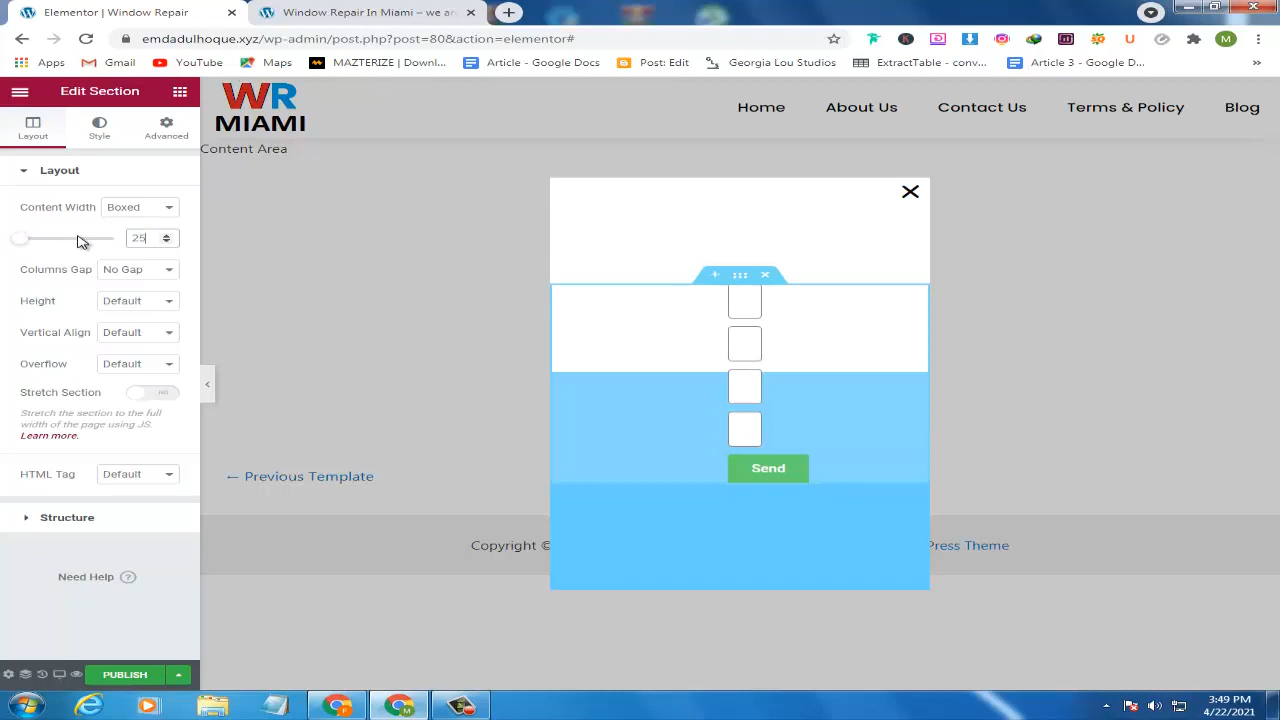 Elementor | Window Repair
Window Repair In Miami – we ar
emdadulhoque.xyz/wp-admin/post.php?post=80&action=elementor#
M
Apps
Gmail
YouTube
Maps
MAZTERIZE | Downl...
Article - Google Docs
Post: Edit
Georgia Lou Studios
ExtractTable - conv...
Article 3 - Google D...
»
Edit Section
Layout
Style
Advanced
Layout
Content Width
Boxed
25
Columns Gap
No Gap
Height
Default
Vertical Align
Default
Overflow
Default
Stretch Section
NO
Stretch the section to the full
width of the page using JS.
Learn more.
HTML Tag
Default
Structure
Need Help ?
PUBLISH
WR
MIAMI
Home
About Us
Contact Us
Terms & Policy
Blog
Content Area
Send
← Previous Template
Copyright ©
Press Theme
3:49 PM
4/22/2021